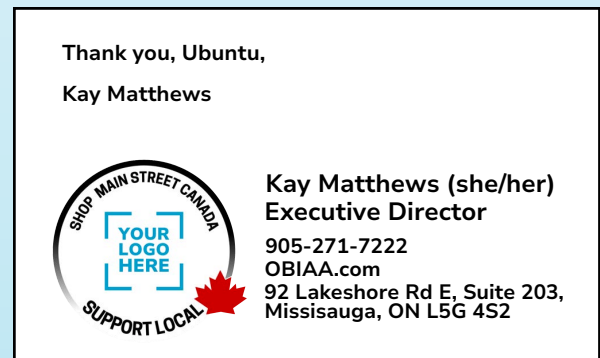 Thank you, Ubuntu,
Kay Matthews
SHOP MAIN STREET CANADA
YOUR
LOGO
HERE
SUPPORT LOCAL
Kay Matthews (she/her)
Executive Director
905-271-7222
OBIAA.com
92 Lakeshore Rd E, Suite 203,
Missisauga, ON L5G 4S2